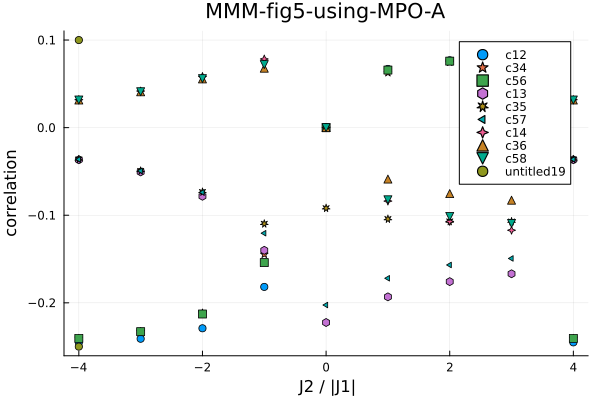 MMM-fig5-using-MPO-A
0.1
0.0
−0.1
−0.2
correlation
c12
c34
c56
c13
c35
c57
c14
c36
c58
untitled19
−4
−2
0
2
4
J2 / |J1|